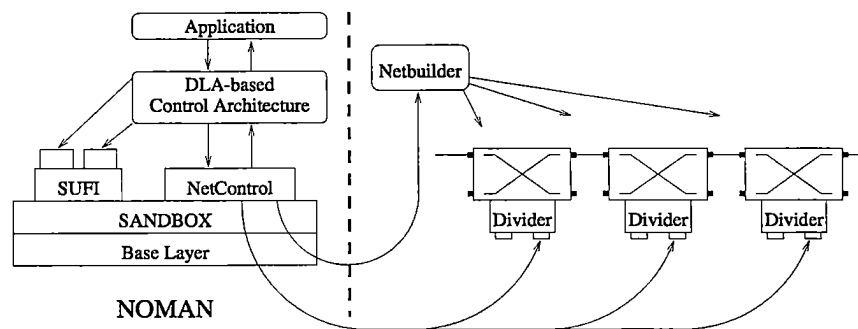 Application
DLA-based
Control Architecture
SUFI
NetControl
SANDBOX
Base Layer
NOMAN
Netbuilder
Divider
Divider
Divider